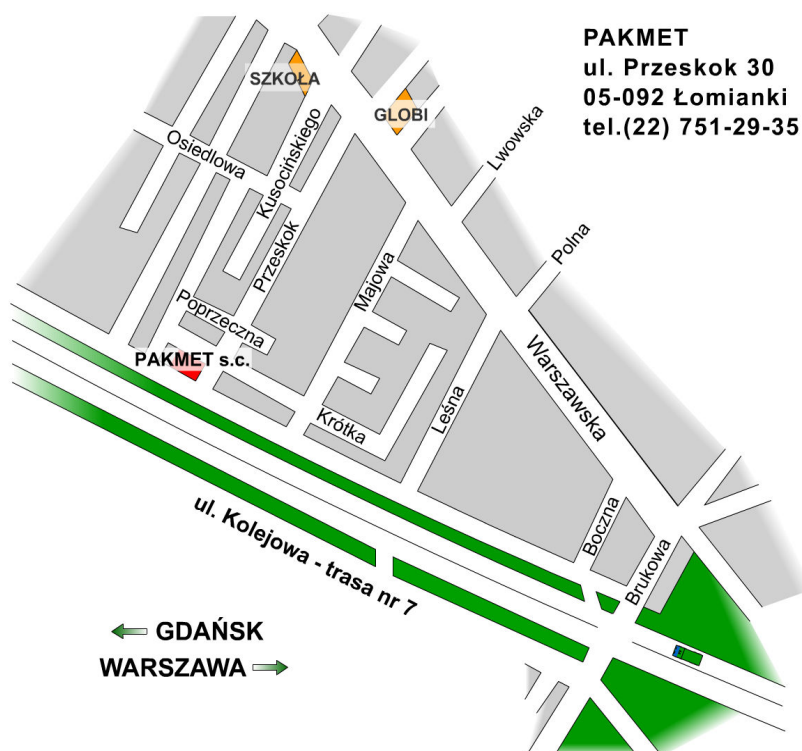 PAKMET
ul. Przeskok 30
05-092 Łomianki
tel.(22) 751-29-35
SZKOŁA
GLOBI
Osiedlowa
Kusocińskiego
Lwowska
Przeskok
Polna
Majowa
Poprzeczna
PAKMET s.c.
Warszawska
Leśna
Krótka
ul. Kolejowa - trasa nr 7
Boczna
Brukowa
GDAŃSK
WARSZAWA